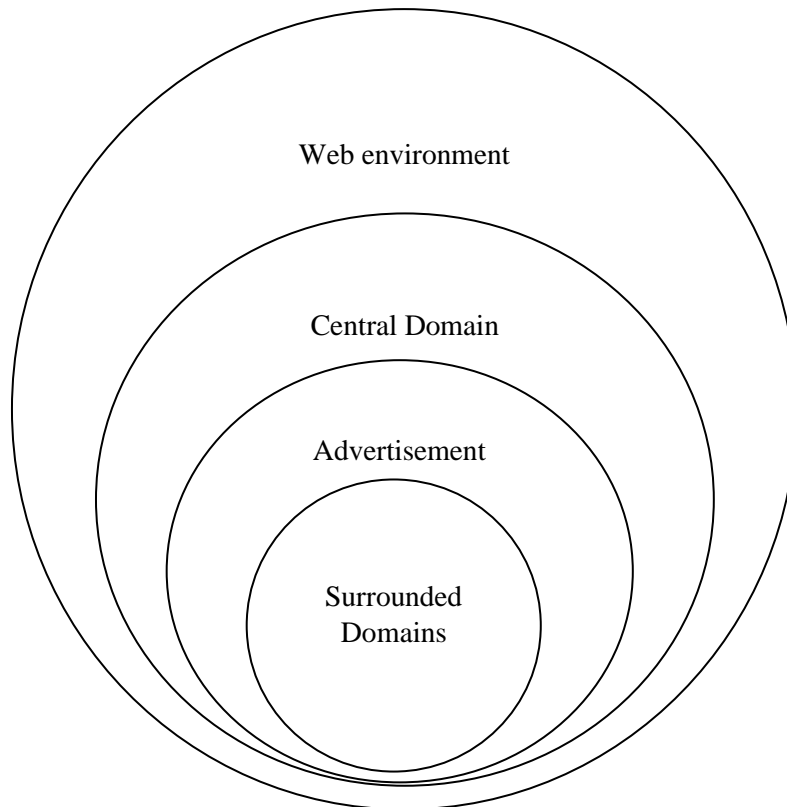 Web environment
Central Domain
Advertisement
Surrounded
Domains